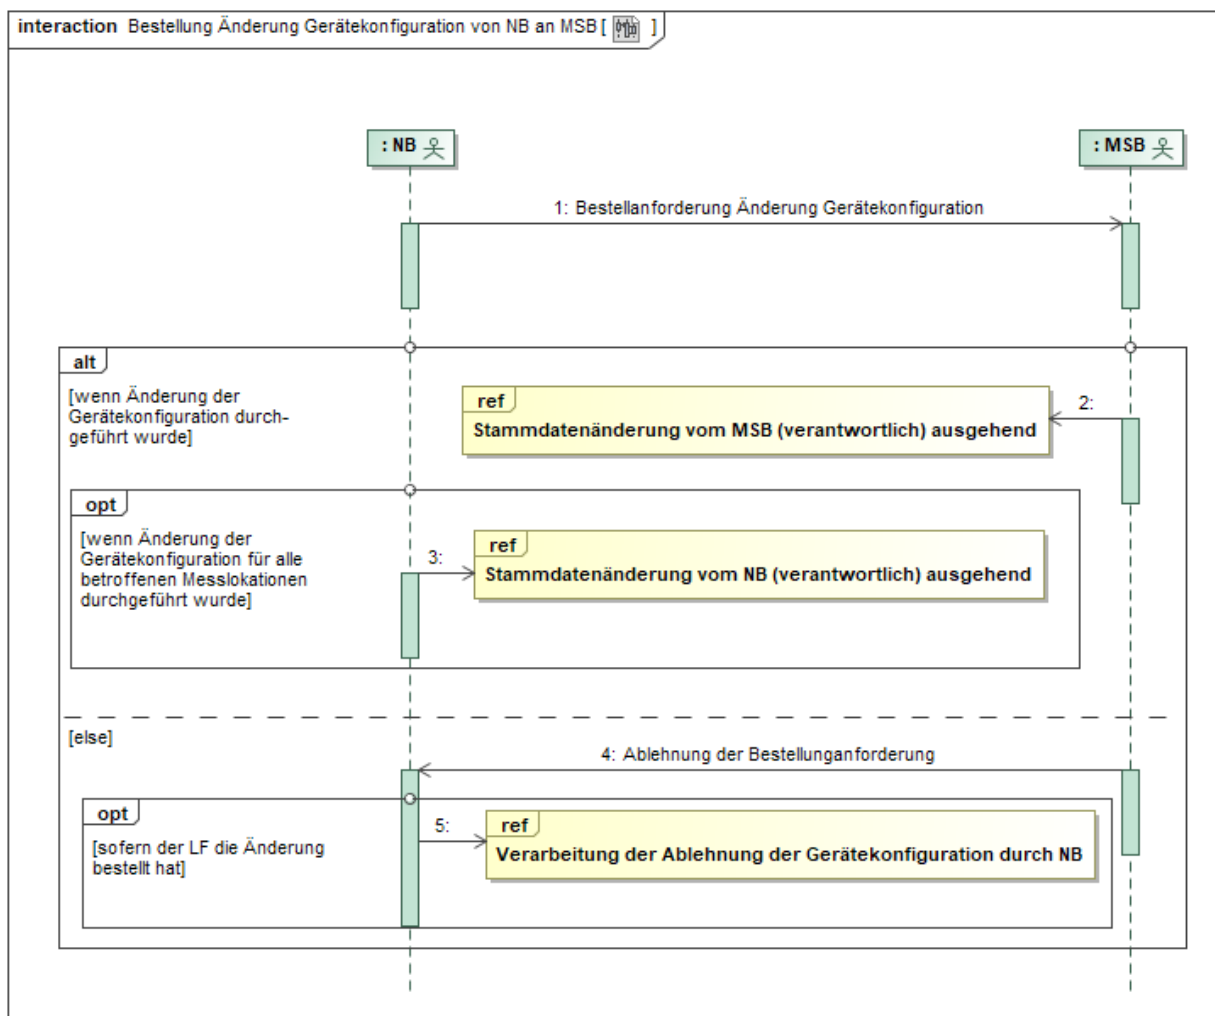 interaction Bestellung Änderung Gerätekonfiguration von NB an MSB [ ]
: NB
: MSB
1: Bestellanforderung Änderung Gerätekonfiguration
alt
[wenn Änderung der
Gerätekonfiguration durch-
geführt wurde]
ref
2:
Stammdatenänderung vom MSB (verantwortlich) ausgehend
opt
[wenn Änderung der
Gerätekonfiguration für alle
betroffenen Messlokationen
durchgeführt wurde]
3:
ref
Stammdatenänderung vom NB (verantwortlich) ausgehend
[else]
4: Ablehnung der Bestellunganforderung
opt
[sofern der LF die Änderung
bestellt hat]
5:
ref
Verarbeitung der Ablehnung der Gerätekonfiguration durch NB